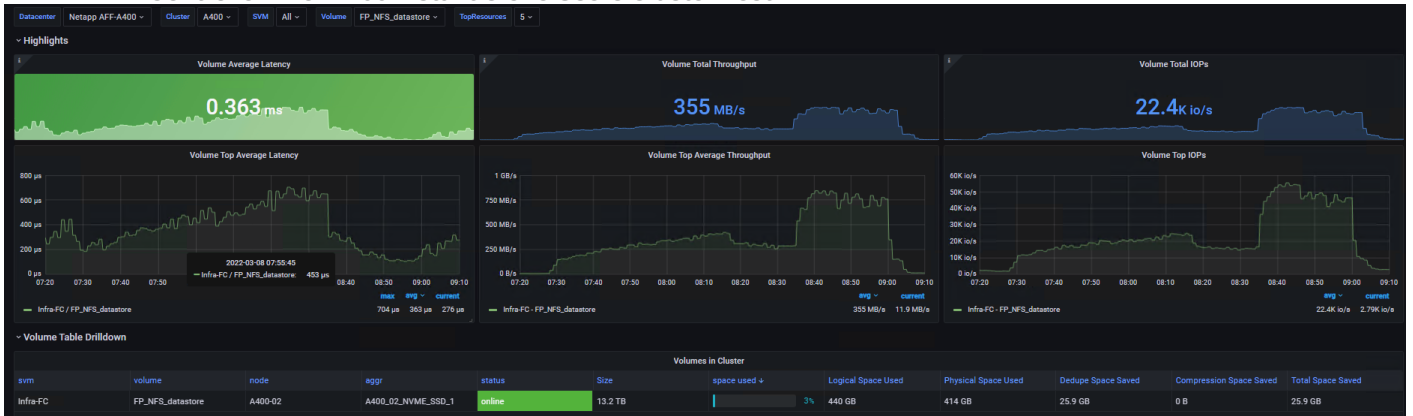 Datacenter Netapp AFF-A400 Cluster A400 SVM All Volume FP_NFS_datastore TopResources 5
Highlights
Volume Average Latency
0.363 ms
Volume Total Throughput
355 MB/s
Volume Total IOPs
22.4K io/s
Volume Top Average Latency
800 µs
600 µs
400 µs
200 µs
0 µs
07:20 07:30 07:40 07:50 08:40 08:50 09:00 09:10
2022-03-08 07:55:45
Infra-FC / FP_NFS_datastore: 453 µs
max avg current
Infra-FC / FP_NFS_datastore 704 µs 363 µs 276 µs
Volume Top Average Throughput
1 GB/s
750 MB/s
500 MB/s
250 MB/s
0 B/s
07:20 07:30 07:40 07:50 08:00 08:10 08:20 08:30 08:40 08:50 09:00 09:10
avg current
Infra-FC - FP_NFS_datastore 355 MB/s 11.9 MB/s
Volume Top IOPs
60K io/s
50K io/s
40K io/s
30K io/s
20K io/s
10K io/s
0 io/s
07:20 07:30 07:40 07:50 08:00 08:10 08:20 08:30 08:40 08:50 09:00 09:10
avg current
Infra-FC - FP_NFS_datastore 22.4K io/s 2.79K io/s
Volume Table Drilldown
Volumes in Cluster
svm volume node aggr status Size space used ↓ Logical Space Used Physical Space Used Dedupe Space Saved Compression Space Saved Total Space Saved
Infra-FC FP_NFS_datastore A400-02 A400_02_NVME_SSD_1 online 13.2 TB 3% 440 GB 414 GB 25.9 GB 0 B 25.9 GB